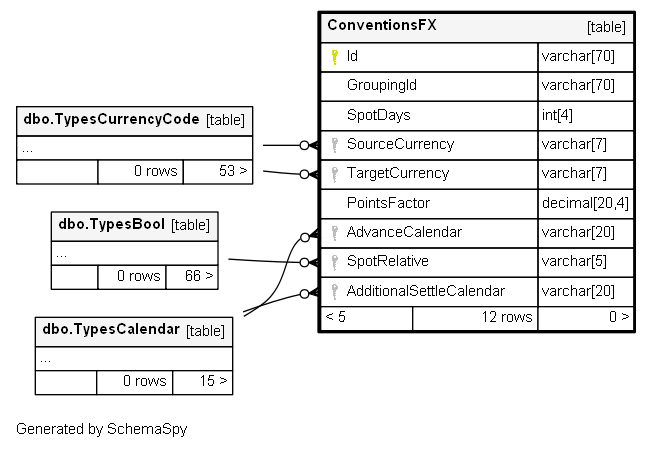 ConventionsFX [table]
Id varchar[70]
GroupingId varchar[70]
SpotDays int[4]
SourceCurrency varchar[7]
TargetCurrency varchar[7]
PointsFactor decimal[20,4]
AdvanceCalendar varchar[20]
SpotRelative varchar[5]
AdditionalSettleCalendar varchar[20]
< 5 12 rows 0 >
dbo.TypesCurrencyCode [table]
...
0 rows 53 >
dbo.TypesBool [table]
...
0 rows 66 >
dbo.TypesCalendar [table]
...
0 rows 15 >
Generated by SchemaSpy